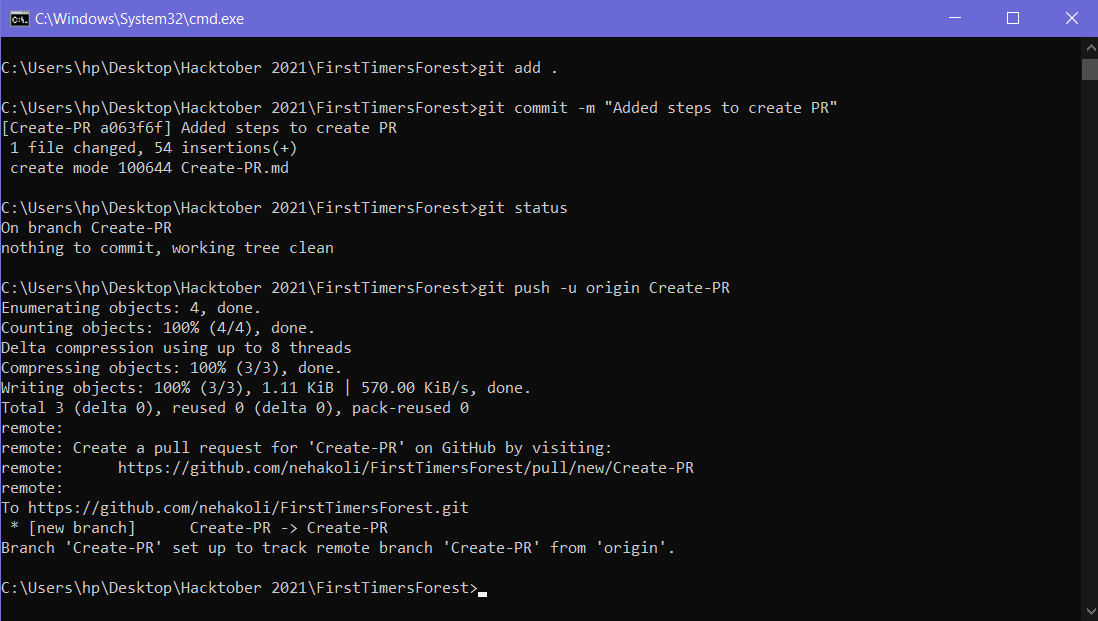 C:\Windows\System32\cmd.exe
C:\Users\hp\Desktop\Hacktober 2021\FirstTimersForest>git add .
C:\Users\hp\Desktop\Hacktober 2021\FirstTimersForest>git commit -m "Added steps to create PR"
[Create-PR a063f6f] Added steps to create PR
 1 file changed, 54 insertions(+)
 create mode 100644 Create-PR.md
C:\Users\hp\Desktop\Hacktober 2021\FirstTimersForest>git status
On branch Create-PR
nothing to commit, working tree clean
C:\Users\hp\Desktop\Hacktober 2021\FirstTimersForest>git push -u origin Create-PR
Enumerating objects: 4, done.
Counting objects: 100% (4/4), done.
Delta compression using up to 8 threads
Compressing objects: 100% (3/3), done.
Writing objects: 100% (3/3), 1.11 KiB | 570.00 KiB/s, done.
Total 3 (delta 0), reused 0 (delta 0), pack-reused 0
remote:
remote: Create a pull request for 'Create-PR' on GitHub by visiting:
remote:      https://github.com/nehakoli/FirstTimersForest/pull/new/Create-PR
remote:
To https://github.com/nehakoli/FirstTimersForest.git
 * [new branch]      Create-PR -> Create-PR
Branch 'Create-PR' set up to track remote branch 'Create-PR' from 'origin'.
C:\Users\hp\Desktop\Hacktober 2021\FirstTimersForest>